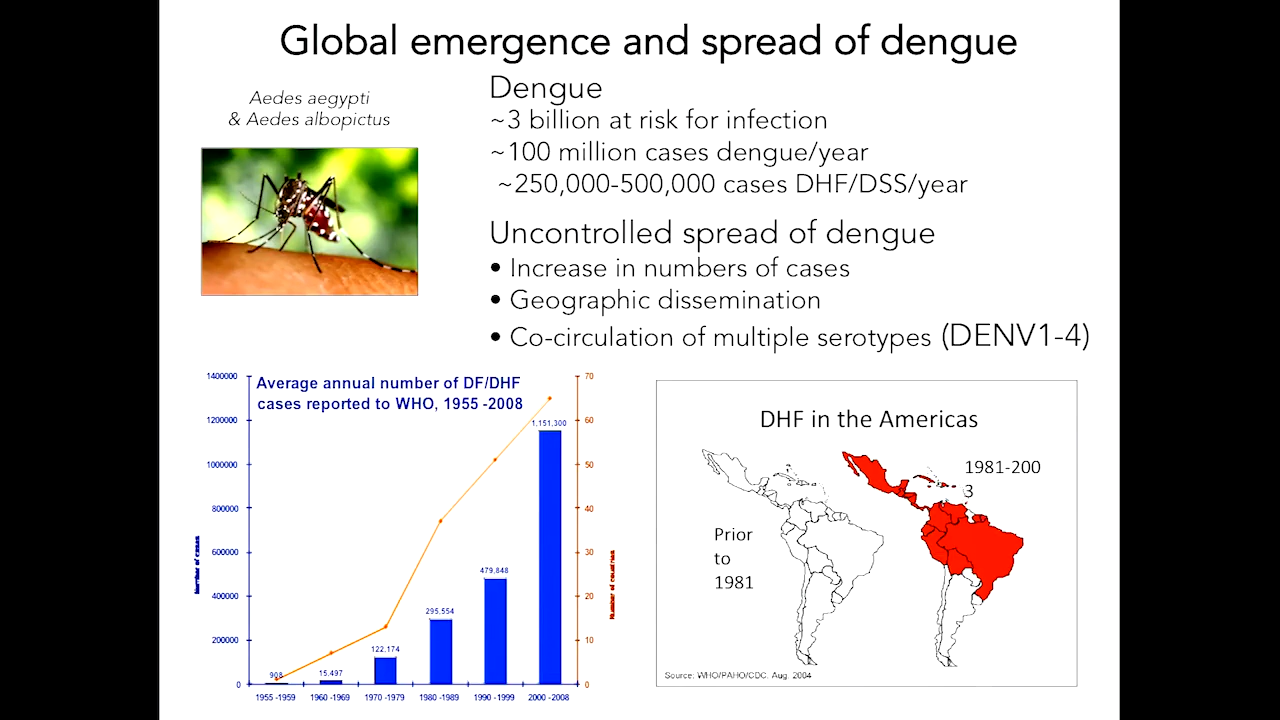 Global emergence and spread of dengue
Aedes aegypti
& Aedes albopictus
Dengue
~3 billion at risk for infection
~100 million cases dengue/year
~250,000-500,000 cases DHF/DSS/year
Uncontrolled spread of dengue
• Increase in numbers of cases
• Geographic dissemination
• Co-circulation of multiple serotypes (DENV1-4)
Average annual number of DF/DHF
cases reported to WHO, 1955 -2008
1400000
1200000
1000000
800000
600000
400000
200000
0
Number of cases
70
60
50
40
30
20
10
0
Number of countries
908
15.497
122.174
295.554
479,848
1,151,300
1955 -1959
1960 -1969
1970 -1979
1980 -1989
1990 -1999
2000 -2008
DHF in the Americas
Prior
to
1981
1981-200
3
Source: WHO/PAHO/CDC. Aug. 2004